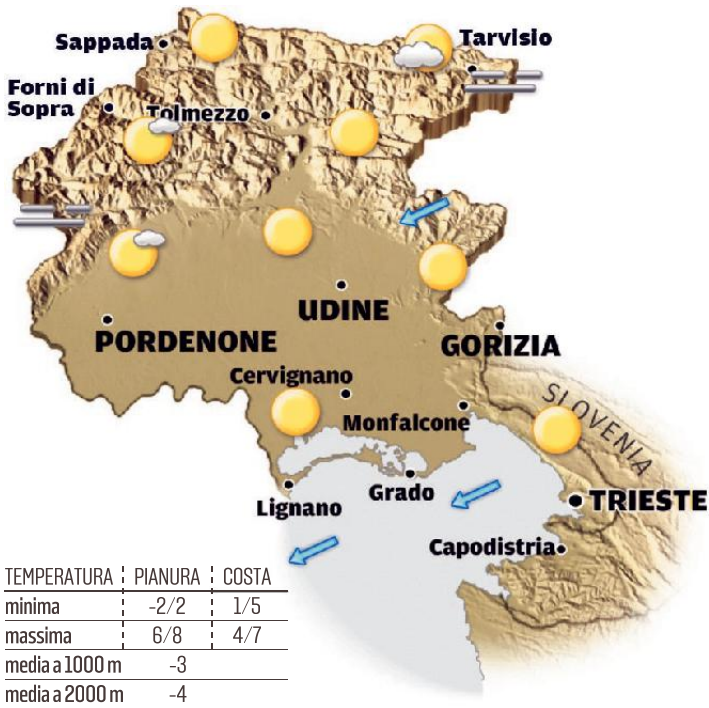 Sappada
Tarvisio
Forni di
Sopra
Tolmezzo
UDINE
PORDENONE
GORIZIA
Cervignano
SLOVENIA
Monfalcone
Lignano
Grado
TRIESTE
Capodistria
TEMPERATURA PIANURA COSTA
minima -2/2 1/5
massima 6/8 4/7
media a 1000 m -3
media a 2000 m -4